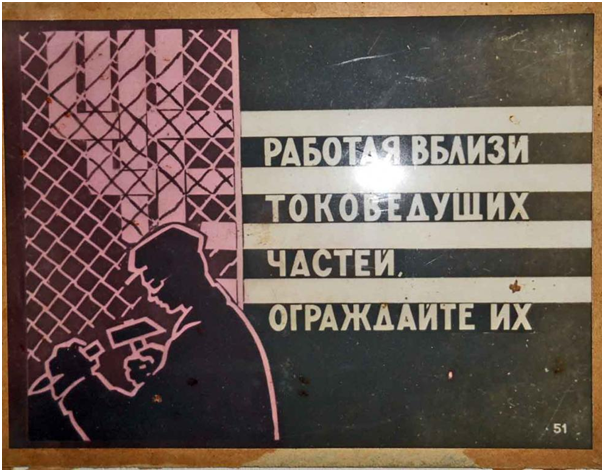 РАБОТАЯ ВБЛИЗИ
ТОКОВЕДУЩИХ
ЧАСТЕЙ,
ОГРАЖДАЙТЕ ИХ
51